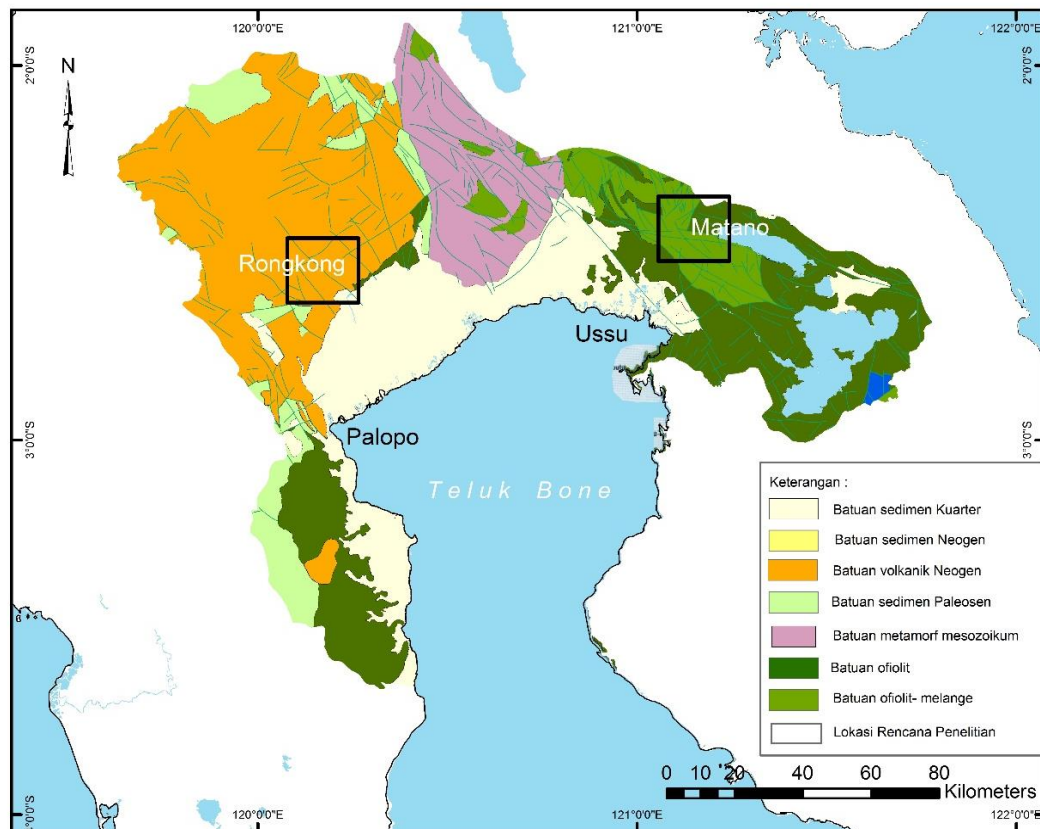 120°0'0"E 121°0'0"E 122°0'0"E
2°0'0"S 2°0'0"S
N
Matano
Rongkong
Ussu
Palopo
3°0'0"S 3°0'0"S
Teluk Bone
Keterangan :
Batuan sedimen Kuarter
Batuan sedimen Neogen
Batuan volkanik Neogen
Batuan sedimen Paleosen
Batuan metamorf mesozoikum
Batuan ofiolit
Batuan ofiolit- melange
Lokasi Rencana Penelitian
0 10 20 40 60 80
Kilometers
120°0'0"E 121°0'0"E 122°0'0"E